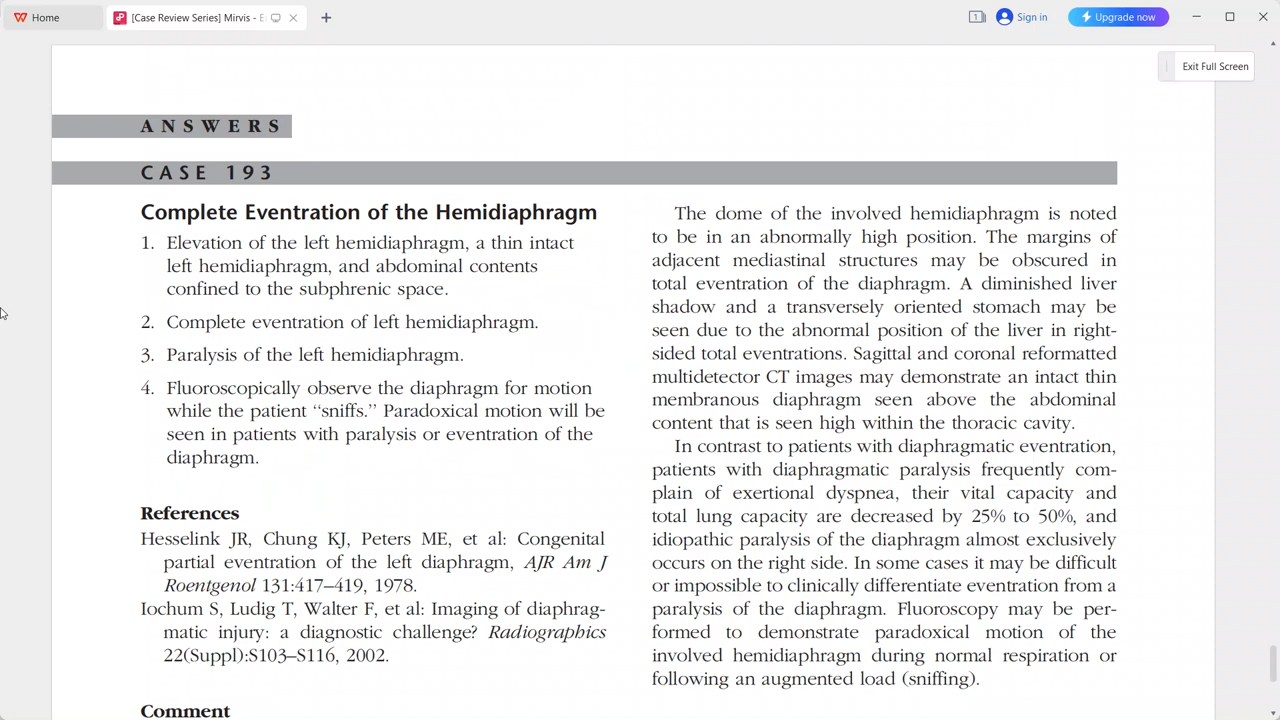 Home
[Case Review Series] Mirvis - E
1
Sign in
Upgrade now
Exit Full Screen
ANSWERS
CASE 193
Complete Eventration of the Hemidiaphragm
1. Elevation of the left hemidiaphragm, a thin intact
left hemidiaphragm, and abdominal contents
confined to the subphrenic space.
2. Complete eventration of left hemidiaphragm.
3. Paralysis of the left hemidiaphragm.
4. Fluoroscopically observe the diaphragm for motion
while the patient “sniffs.” Paradoxical motion will be
seen in patients with paralysis or eventration of the
diaphragm.
References
Hesselink JR, Chung KJ, Peters ME, et al: Congenital
partial eventration of the left diaphragm, AJR Am J
Roentgenol 131:417–419, 1978.
Iochum S, Ludig T, Walter F, et al: Imaging of diaphrag-
matic injury: a diagnostic challenge? Radiographics
22(Suppl):S103–S116, 2002.
Comment
The dome of the involved hemidiaphragm is noted
to be in an abnormally high position. The margins of
adjacent mediastinal structures may be obscured in
total eventration of the diaphragm. A diminished liver
shadow and a transversely oriented stomach may be
seen due to the abnormal position of the liver in right-
sided total eventrations. Sagittal and coronal reformatted
multidetector CT images may demonstrate an intact thin
membranous diaphragm seen above the abdominal
content that is seen high within the thoracic cavity.
In contrast to patients with diaphragmatic eventration,
patients with diaphragmatic paralysis frequently com-
plain of exertional dyspnea, their vital capacity and
total lung capacity are decreased by 25% to 50%, and
idiopathic paralysis of the diaphragm almost exclusively
occurs on the right side. In some cases it may be difficult
or impossible to clinically differentiate eventration from a
paralysis of the diaphragm. Fluoroscopy may be per-
formed to demonstrate paradoxical motion of the
involved hemidiaphragm during normal respiration or
following an augmented load (sniffing).